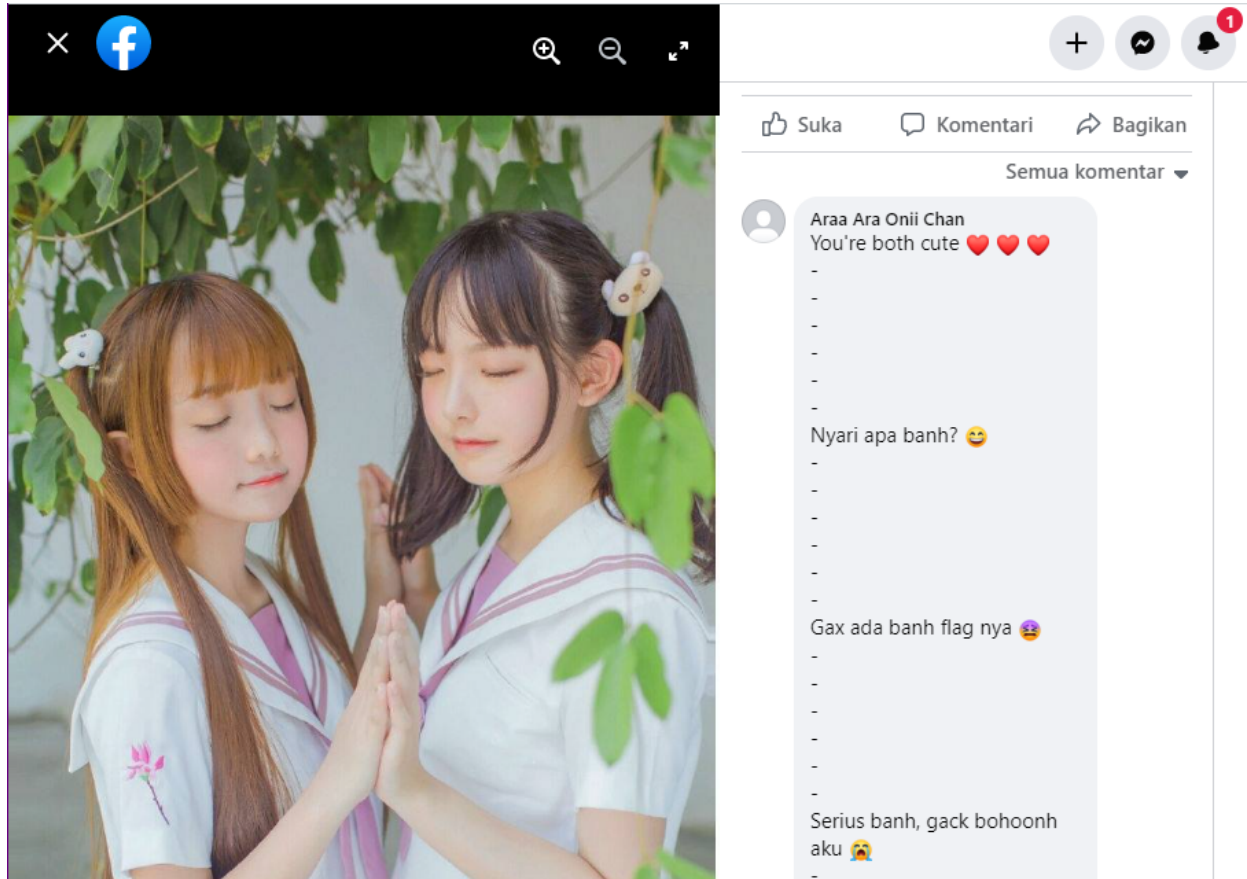 1
Suka Komentari Bagikan
Semua komentar
Araa Ara Onii Chan
You're both cute ❤️ ❤️ ❤️
-
-
-
-
-
-
Nyari apa banh? 😄
-
-
-
-
-
-
Gax ada banh flag nya 😖
-
-
-
-
-
-
Serius banh, gack bohoonh
aku 😭
-